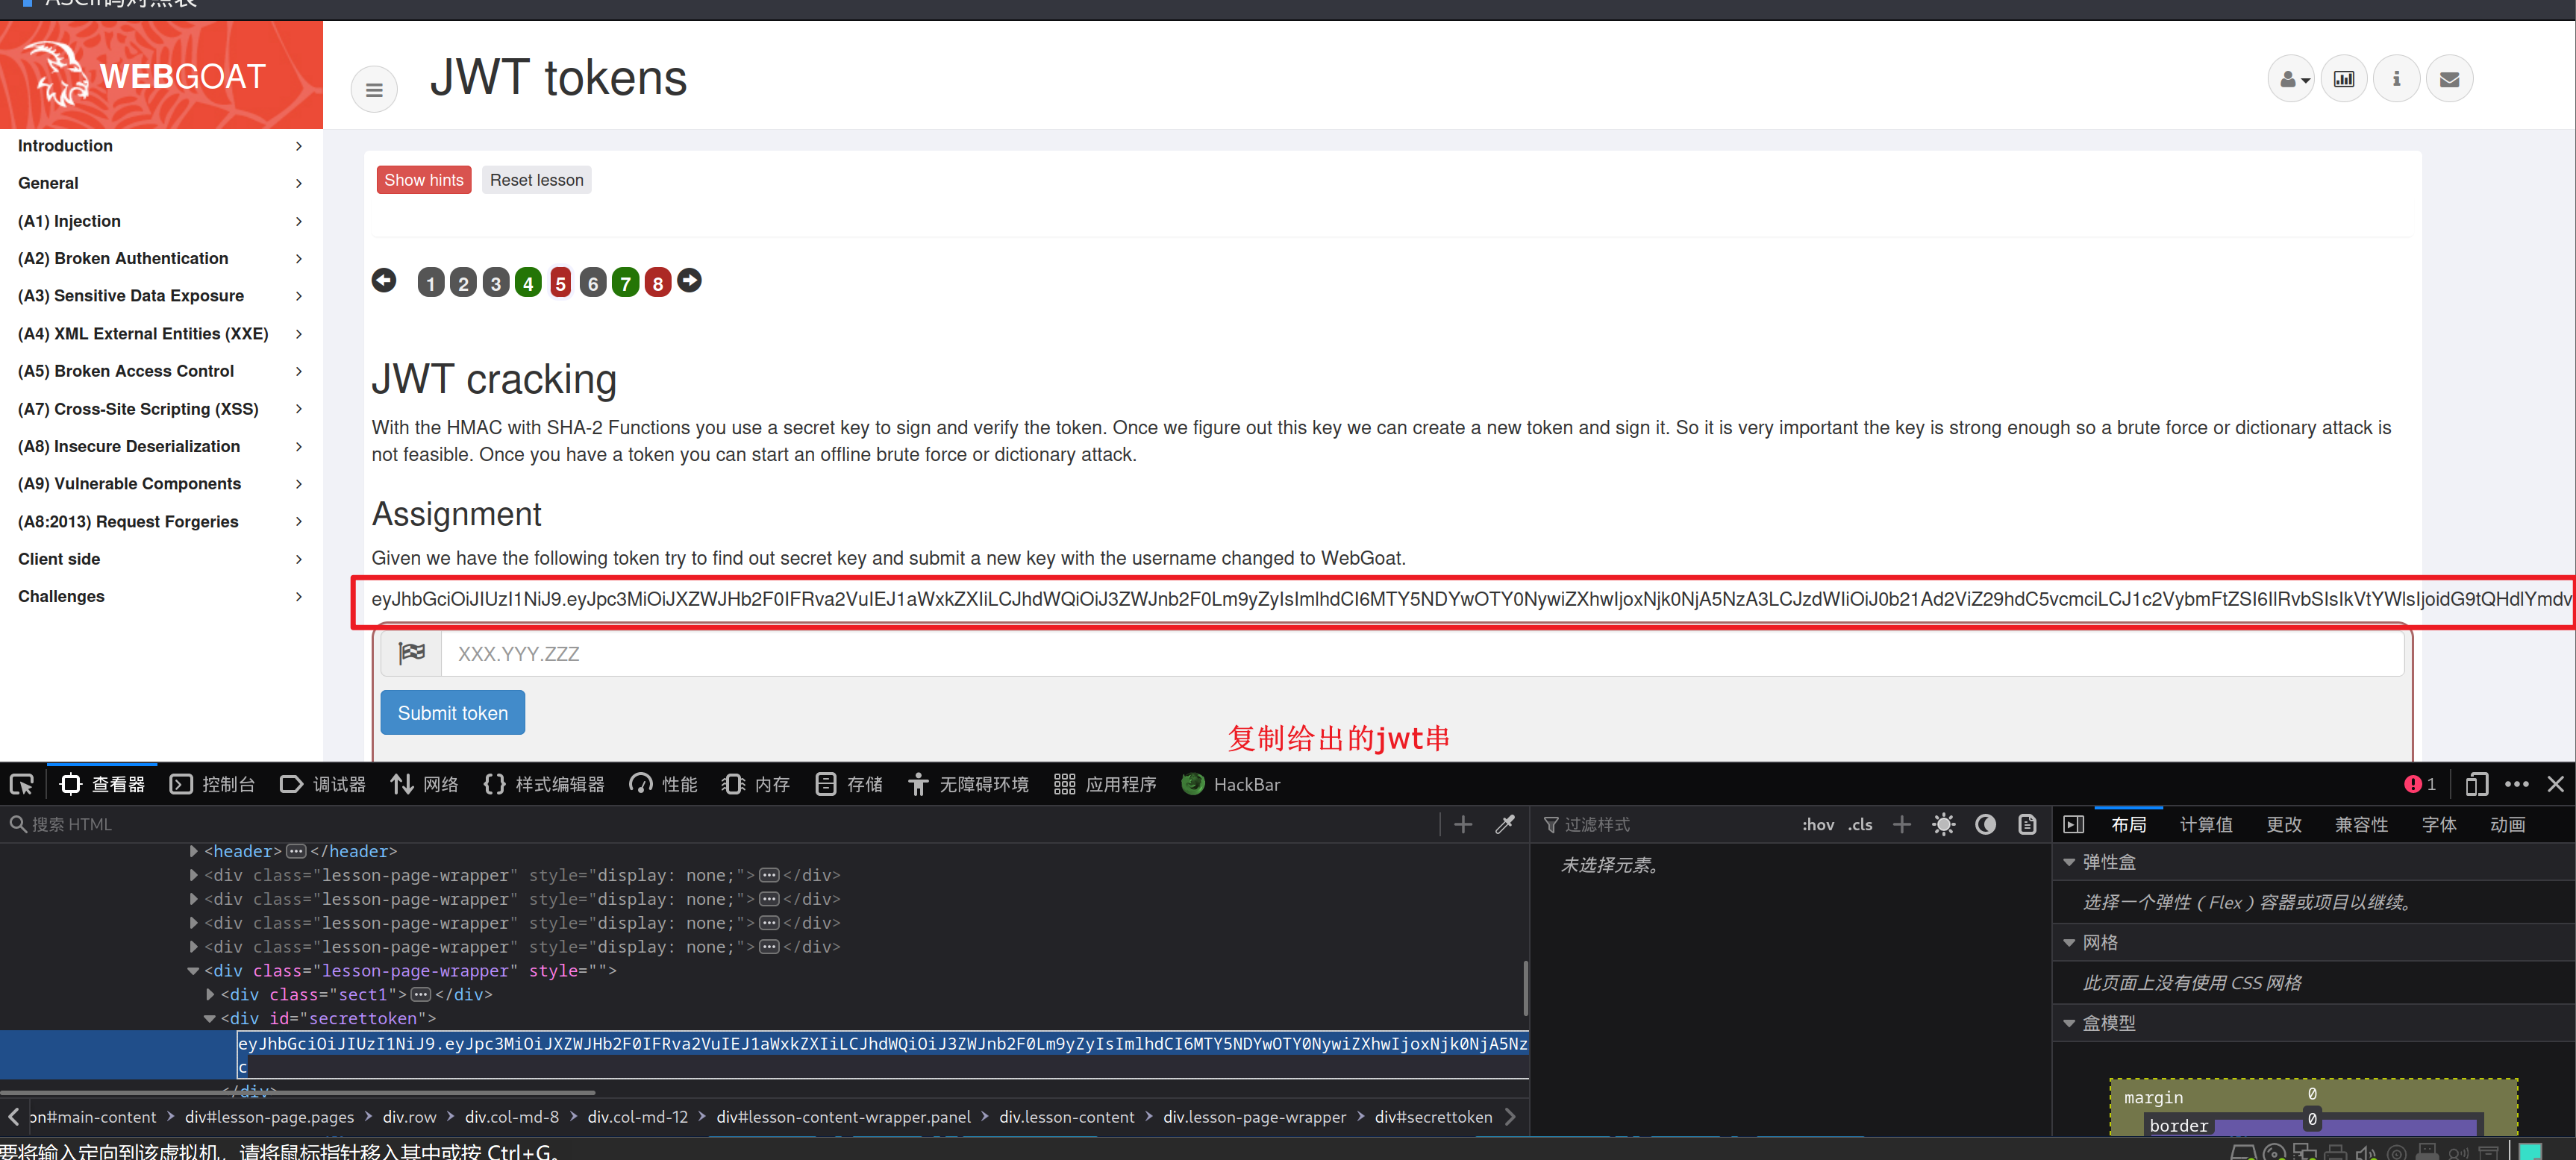 WEBGOAT
JWT tokens
Introduction
General
(A1) Injection
(A2) Broken Authentication
(A3) Sensitive Data Exposure
(A4) XML External Entities (XXE)
(A5) Broken Access Control
(A7) Cross-Site Scripting (XSS)
(A8) Insecure Deserialization
(A9) Vulnerable Components
(A8:2013) Request Forgeries
Client side
Challenges
Show hints Reset lesson
1 2 3 4 5 6 7 8
JWT cracking
With the HMAC with SHA-2 Functions you use a secret key to sign and verify the token. Once we figure out this key we can create a new token and sign it. So it is very important the key is strong enough so a brute force or dictionary attack is
not feasible. Once you have a token you can start an offline brute force or dictionary attack.
Assignment
Given we have the following token try to find out secret key and submit a new key with the username changed to WebGoat.
eyJhbGciOiJIUzI1NiJ9.eyJpc3MiOiJXZWJHb2F0IFRva2VuIEJ1aWxkZXIiLCJhdWQiOiJ3ZWJnb2F0Lm9yZyIsImlhdCI6MTY5NDYwOTY0NywiZXhwIjoxNjk0NjA5NzA3LCJzdWIiOiJ0b21Ad2ViZ29hdC5vcmciLCJ1c2VybmFtZSI6IlRvbSIsIkVtYWlsIjoidG9tQHdlYmdv
XXX.YYY.ZZZ
Submit token
复制给出的jwt串
查看器 控制台 调试器 网络 {} 样式编辑器 性能 内存 存储 无障碍环境 应用程序 HackBar 1
搜索 HTML
过滤样式 :hov .cls
布局 计算值 更改 兼容性 字体 动画
<header> </header>
<div class="lesson-page-wrapper" style="display: none;"> </div>
<div class="lesson-page-wrapper" style="display: none;"> </div>
<div class="lesson-page-wrapper" style="display: none;"> </div>
<div class="lesson-page-wrapper" style="display: none;"> </div>
<div class="lesson-page-wrapper" style="">
<div class="sect1"> </div>
<div id="secrettoken">
eyJhbGciOiJIUzI1NiJ9.eyJpc3MiOiJXZWJHb2F0IFRva2VuIEJ1aWxkZXIiLCJhdWQiOiJ3ZWJnb2F0Lm9yZyIsImlhdCI6MTY5NDYwOTY0NywiZXhwIjoxNjk0NjA5Nz
c
</div>
未选择元素。
弹性盒
选择一个弹性（Flex）容器或项目以继续。
网格
此页面上没有使用 CSS 网格
盒模型
margin 0
border 0
on#main-content > div#lesson-page.pages > div.row > div.col-md-8 > div.col-md-12 > div#lesson-content-wrapper.panel > div.lesson-content > div.lesson-page-wrapper > div#secrettoken
要将输入定向到该虚拟机，请将鼠标指针移入其中或按 Ctrl+G。